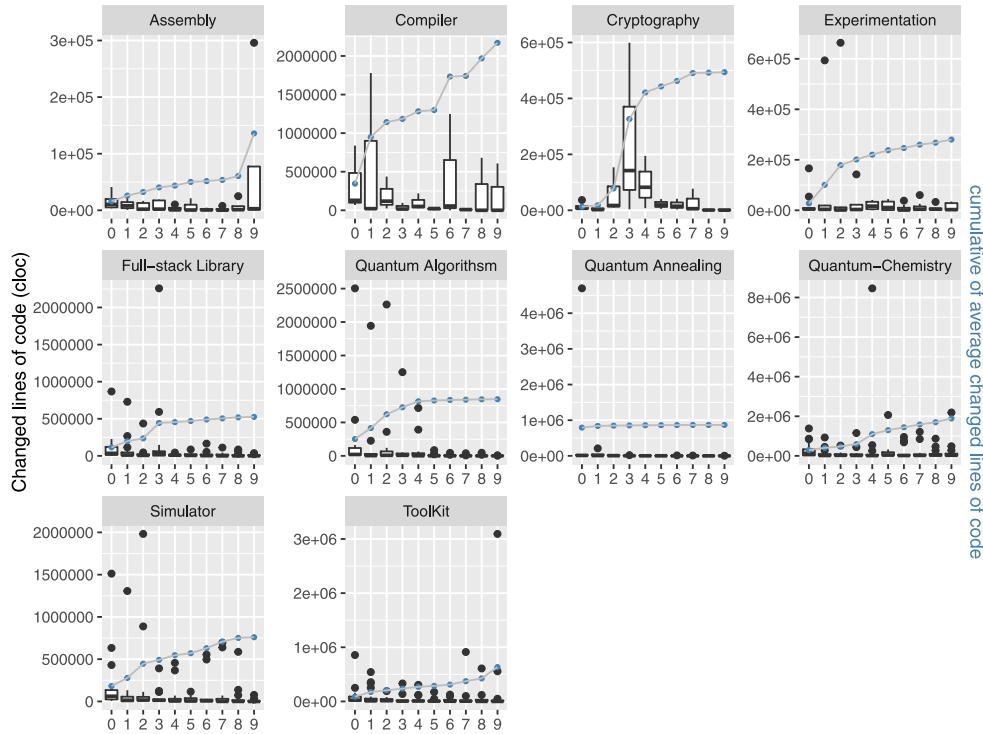 Assembly Compiler Cryptography Experimentation
3e+05 2e+05 1e+05 0e+00
2000000 1500000 1000000 500000 0
6e+05 4e+05 2e+05 0e+00
6e+05 4e+05 2e+05 0e+00
0 1 2 3 4 5 6 7 8 9
0 1 2 3 4 5 6 7 8 9
0 1 2 3 4 5 6 7 8 9
0 1 2 3 4 5 6 7 8 9
Changed lines of code (cloc)
Full−stack Library Quantum Algorithsm Quantum Annealing Quantum−Chemistry
2000000 1500000 1000000 500000 0
2500000 2000000 1500000 1000000 500000 0
4e+06 3e+06 2e+06 1e+06 0e+00
8e+06 6e+06 4e+06 2e+06 0e+00
0 1 2 3 4 5 6 7 8 9
0 1 2 3 4 5 6 7 8 9
0 1 2 3 4 5 6 7 8 9
0 1 2 3 4 5 6 7 8 9
cumulative of average changed lines of code
Simulator ToolKit
2000000 1500000 1000000 500000 0
3e+06 2e+06 1e+06 0e+00
0 1 2 3 4 5 6 7 8 9
0 1 2 3 4 5 6 7 8 9